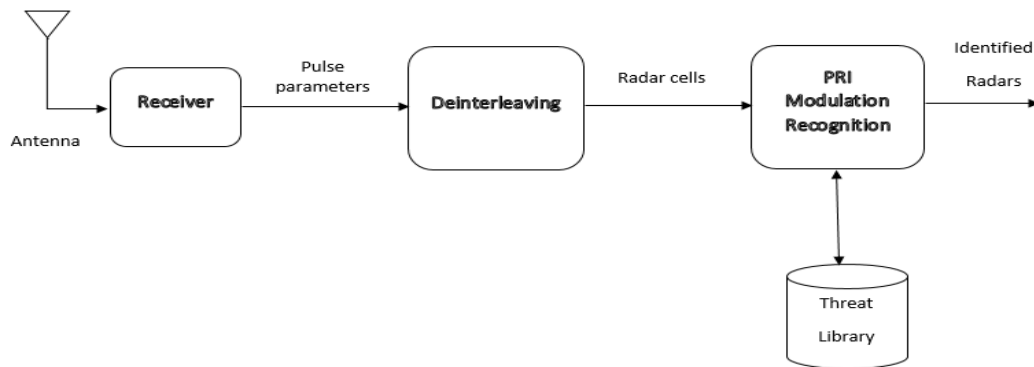 Antenna
Receiver
Pulse
parameters
Deinterleaving
Radar cells
PRI
Modulation
Recognition
Identified
Radars
Threat
Library